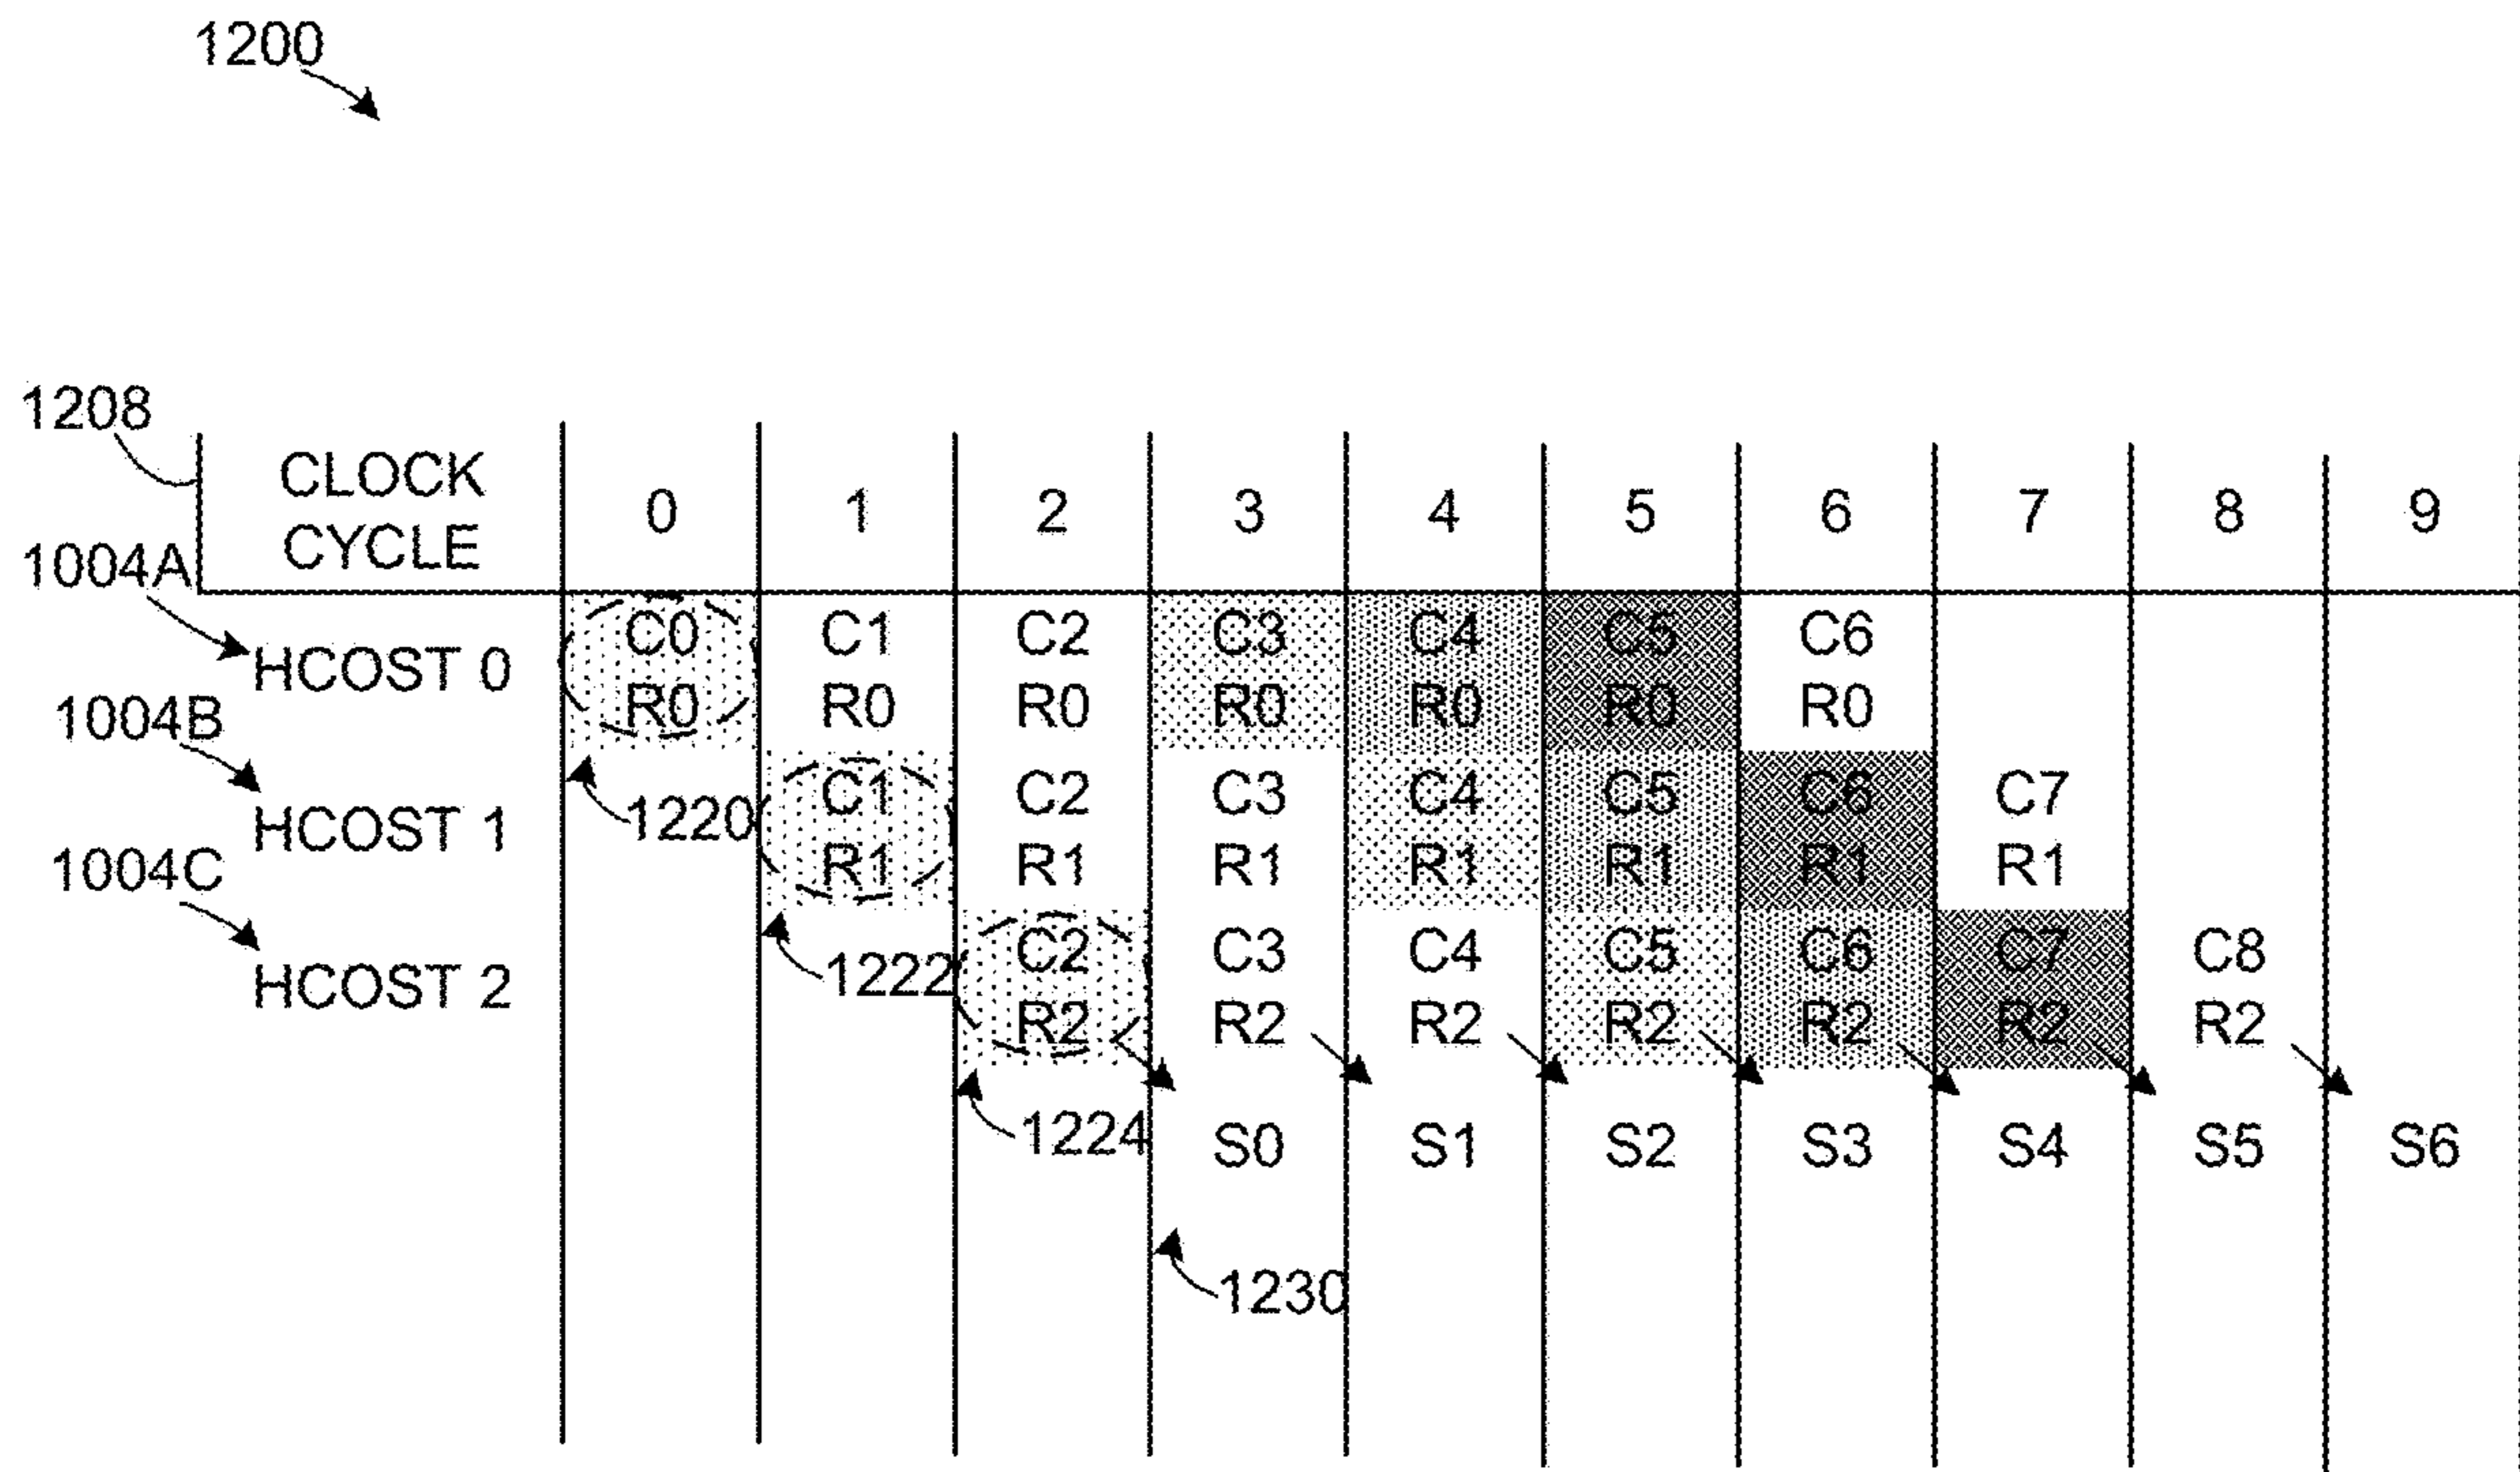 1200
1208
CLOCK
CYCLE
0 1 2 3 4 5 6 7 8 9
1004A
C0 C1 C2 C3 C4 C5 C6
HCOST 0
R0 R0 R0 R0 R0 R0 R0
1004B
C1 C2 C3 C4 C5 C6 C7
1220
HCOST 1
R1 R1 R1 R1 R1 R1 R1
1004C
C2 C3 C4 C5 C6 C7 C8
1222
HCOST 2
R2 R2 R2 R2 R2 R2 R2
1224
S0 S1 S2 S3 S4 S5 S6
1230